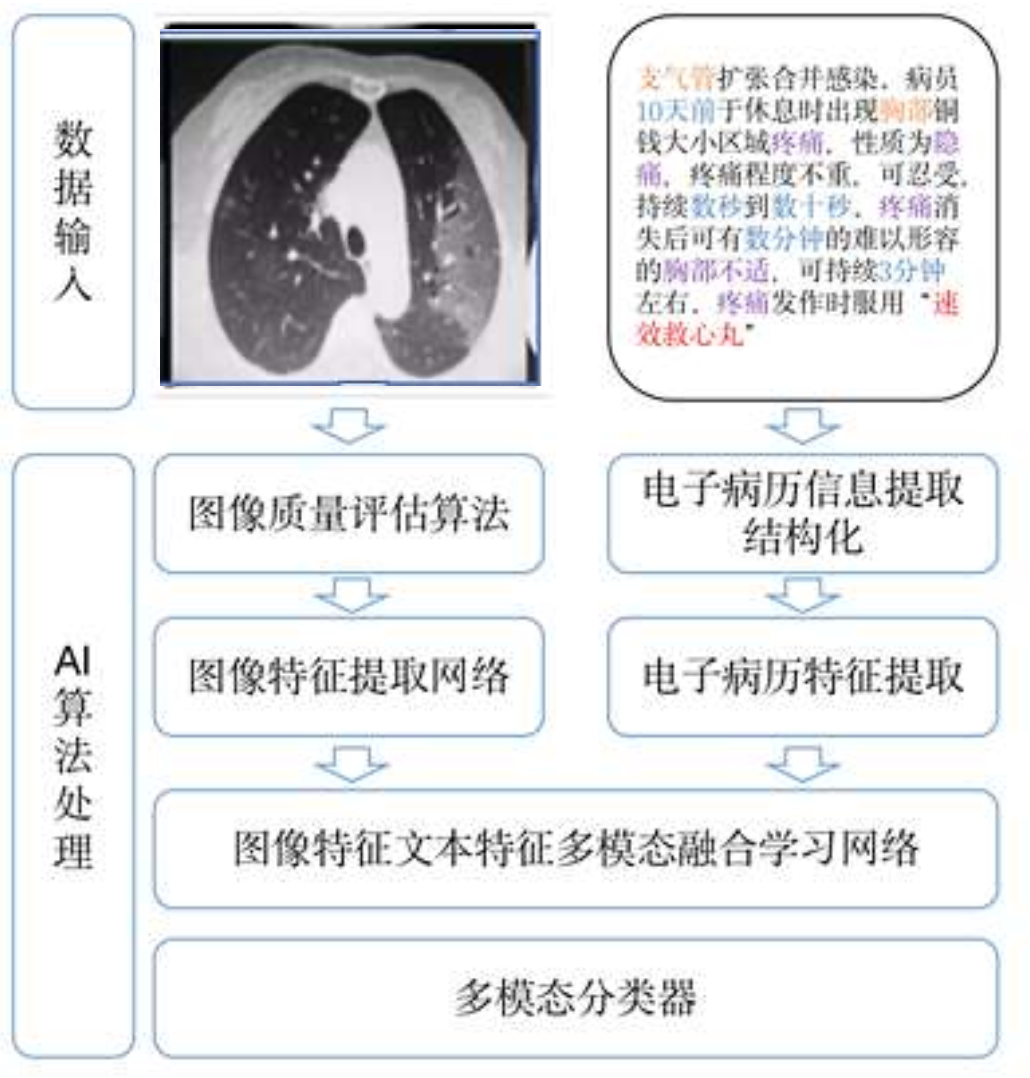 数据输入
支气管扩张合并感染，病员
10天前于休息时出现胸部铜
钱大小区域疼痛，性质为隐
痛，疼痛程度不重，可忍受，
持续数秒到数十秒，疼痛消
失后可有数分钟的难以形容
的胸部不适，可持续3分钟
左右，疼痛发作时服用“速
效救心丸”
AI算法处理
图像质量评估算法
电子病历信息提取
结构化
图像特征提取网络
电子病历特征提取
图像特征文本特征多模态融合学习网络
多模态分类器